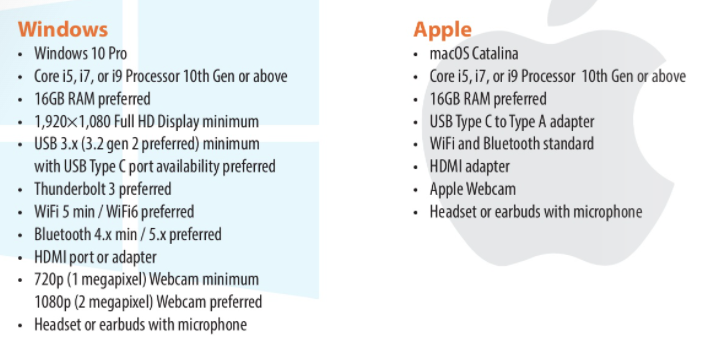 Windows
• Windows 10 Pro
• Core i5, i7, or i9 Processor 10th Gen or above
• 16GB RAM preferred
• 1,920×1,080 Full HD Display minimum
• USB 3.x (3.2 gen 2 preferred) minimum
with USB Type C port availability preferred
• Thunderbolt 3 preferred
• WiFi 5 min / WiFi6 preferred
• Bluetooth 4.x min / 5.x preferred
• HDMI port or adapter
• 720p (1 megapixel) Webcam minimum
1080p (2 megapixel) Webcam preferred
• Headset or earbuds with microphone
Apple
• macOS Catalina
• Core i5, i7, or i9 Processor 10th Gen or above
• 16GB RAM preferred
• USB Type C to Type A adapter
• WiFi and Bluetooth standard
• HDMI adapter
• Apple Webcam
• Headset or earbuds with microphone